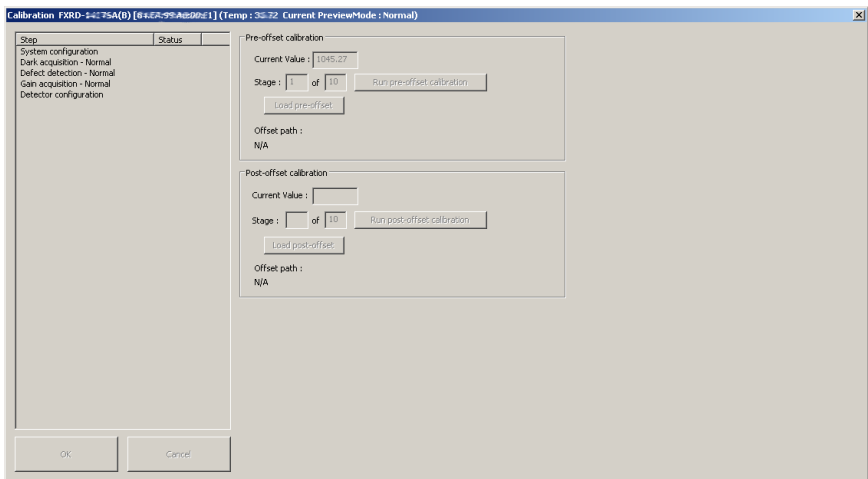 Calibration FXRD- A(B) (Temp : Current PreviewMode : Normal)
Step Status
System configuration
Dark acquisition - Normal
Defect detection - Normal
Gain acquisition - Normal
Detector configuration
OK Cancel
Pre-offset calibration
Current Value : 1045.27
Stage : 1 of 10 Run pre-offset calibration
Load pre-offset
Offset path :
N/A
Post-offset calibration
Current Value :
Stage : of 10 Run post-offset calibration
Load post-offset
Offset path :
N/A